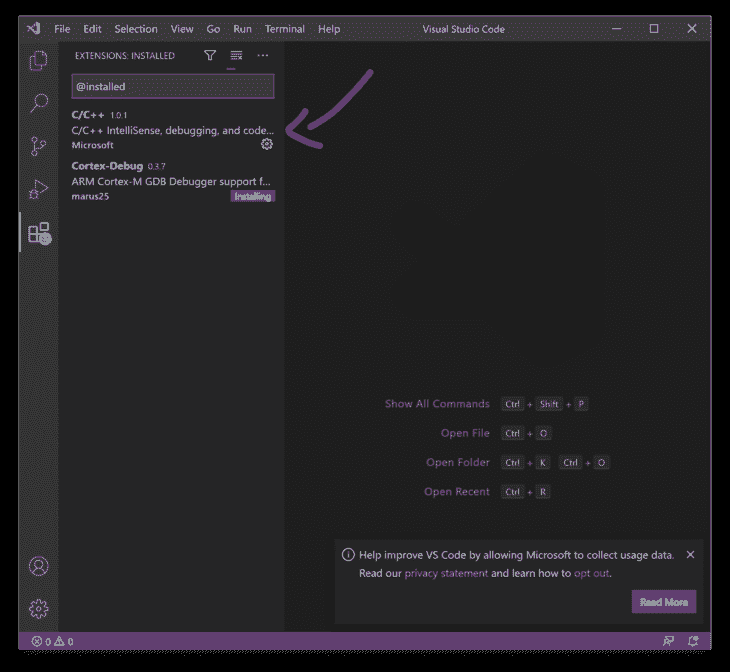 File Edit Selection View Go Run Terminal Help Visual Studio Code
EXTENSIONS: INSTALLED
@installed
C/C++ 1.0.1
C/C++ IntelliSense, debugging, and code...
Microsoft
Cortex-Debug 0.3.7
ARM Cortex-M GDB Debugger support f...
marus25 Installing
Show All Commands Ctrl + Shift + P
Open File Ctrl + O
Open Folder Ctrl + K Ctrl + O
Open Recent Ctrl + R
Help improve VS Code by allowing Microsoft to collect usage data.
Read our privacy statement and learn how to opt out.
Read More
0 0